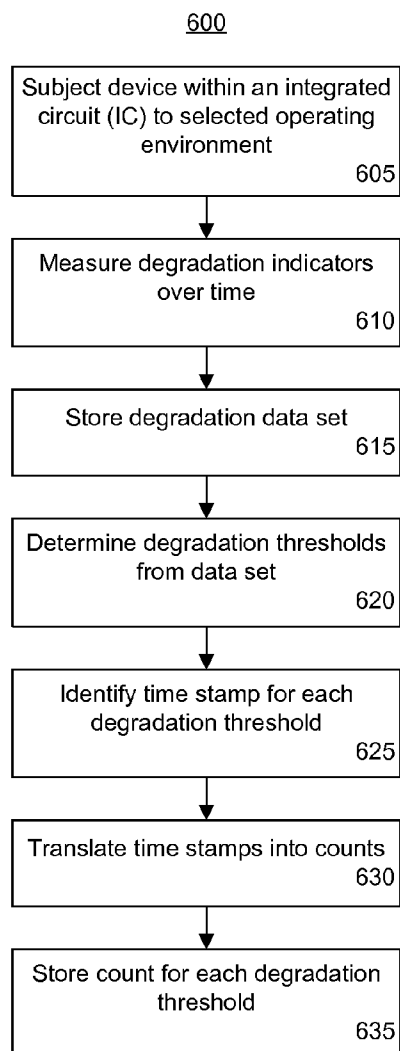 600
Subject device within an integrated
circuit (IC) to selected operating
environment
605
Measure degradation indicators
over time
610
Store degradation data set
615
Determine degradation thresholds
from data set
620
Identify time stamp for each
degradation threshold
625
Translate time stamps into counts
630
Store count for each degradation
threshold
635